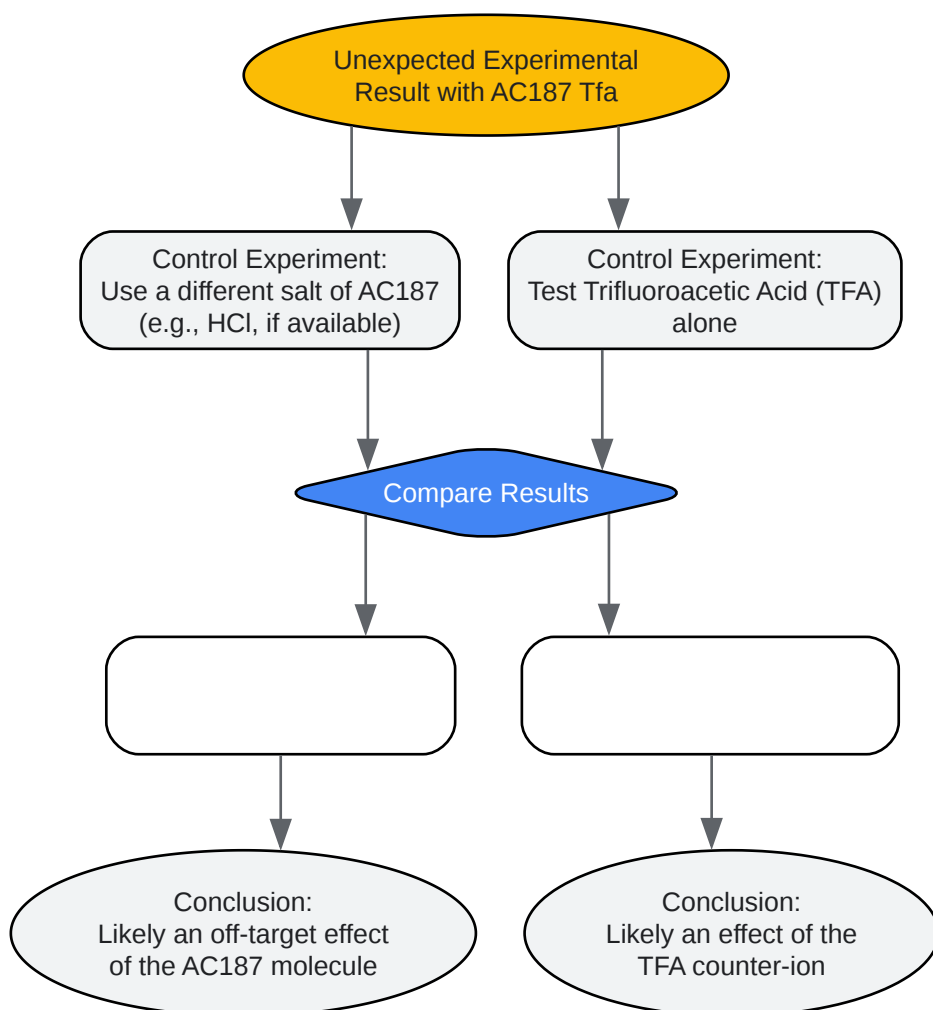 Unexpected Experimental
Result with AC187 Tfa
Control Experiment:
Use a different salt of AC187
(e.g., HCl, if available)
Control Experiment:
Test Trifluoroacetic Acid (TFA)
alone
Compare Results
Conclusion:
Likely an off-target effect
of the AC187 molecule
Conclusion:
Likely an effect of the
TFA counter-ion